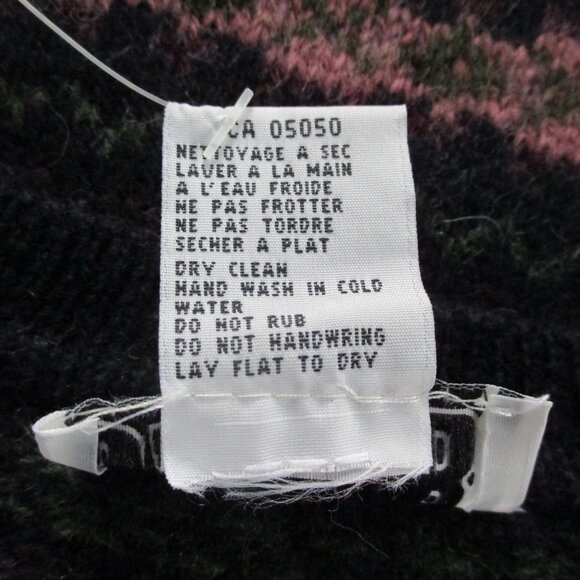 CA 05050
NETTOYAGE A SEC
LAVER A LA MAIN
A L'EAU FROIDE
NE PAS FROTTER
NE PAS TORDRE
SECHER A PLAT
DRY CLEAN
HAND WASH IN COLD
WATER
DO NOT RUB
DO NOT HANDWRING
LAY FLAT TO DRY